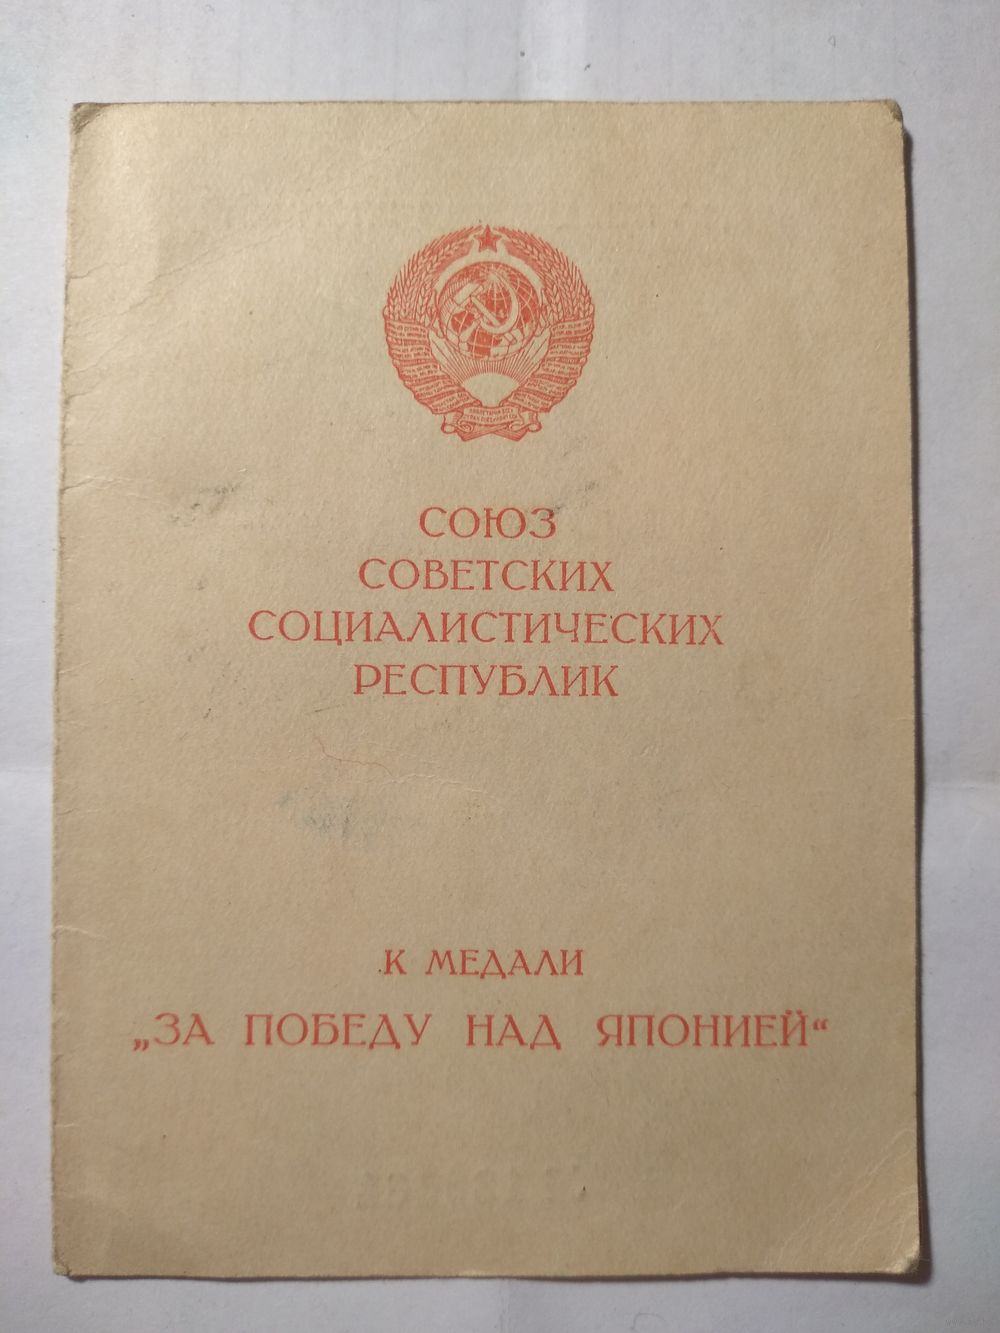 СОЮЗ
СОВЕТСКИХ
СОЦИАЛИСТИЧЕСКИХ
РЕСПУБЛИК
К МЕДАЛИ
„ЗА ПОБЕДУ НАД ЯПОНИЕЙ“